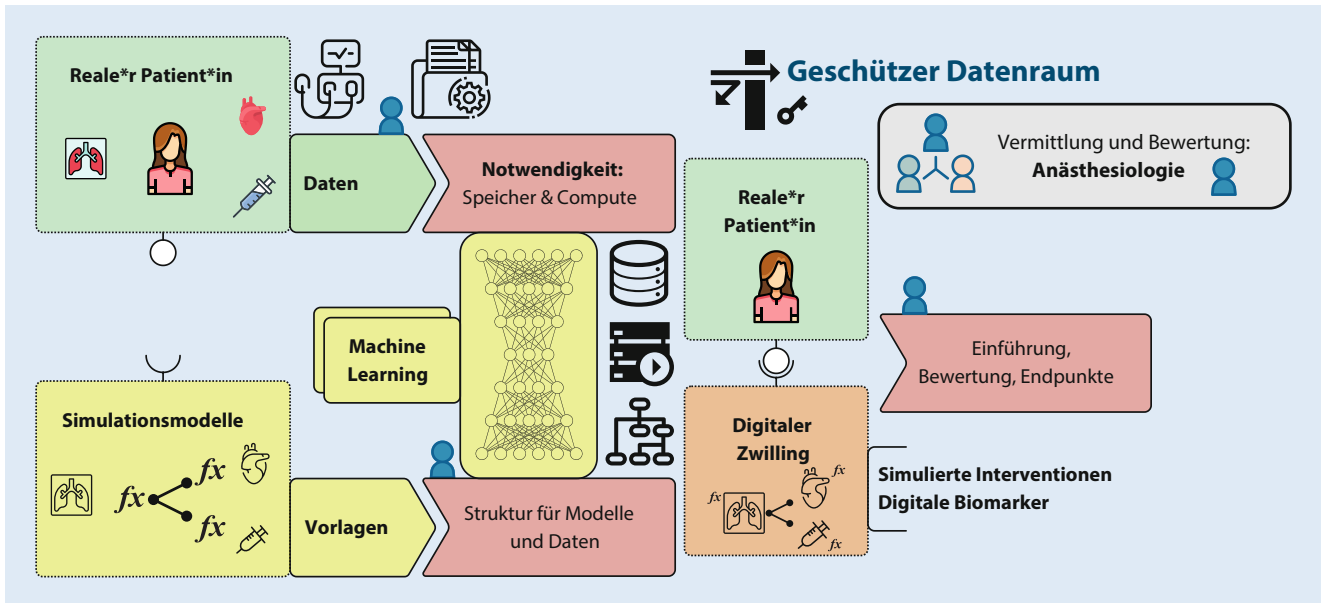 Reale*r Patient*in
Daten
Notwendigkeit:
Speicher & Compute
Machine
Learning
Simulationsmodelle
fx
fx
fx
Vorlagen
Struktur für Modelle
und Daten
Geschützer Datenraum
Vermittlung und Bewertung:
Anästhesiologie
Reale*r
Patient*in
Einführung,
Bewertung, Endpunkte
Digitaler
Zwilling
fx
fx
fx
Simulierte Interventionen
Digitale Biomarker